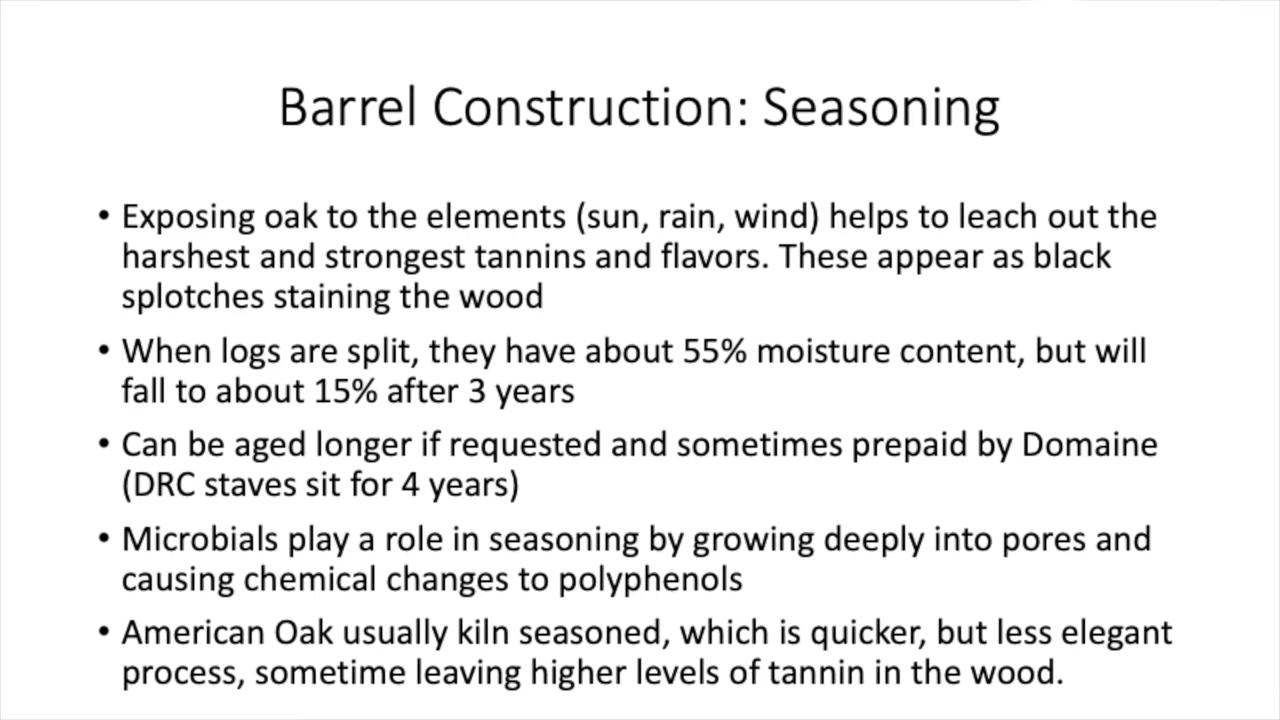 Barrel Construction: Seasoning
• Exposing oak to the elements (sun, rain, wind) helps to leach out the
harshest and strongest tannins and flavors. These appear as black
splotches staining the wood
• When logs are split, they have about 55% moisture content, but will
fall to about 15% after 3 years
• Can be aged longer if requested and sometimes prepaid by Domaine
(DRC staves sit for 4 years)
• Microbials play a role in seasoning by growing deeply into pores and
causing chemical changes to polyphenols
• American Oak usually kiln seasoned, which is quicker, but less elegant
process, sometime leaving higher levels of tannin in the wood.